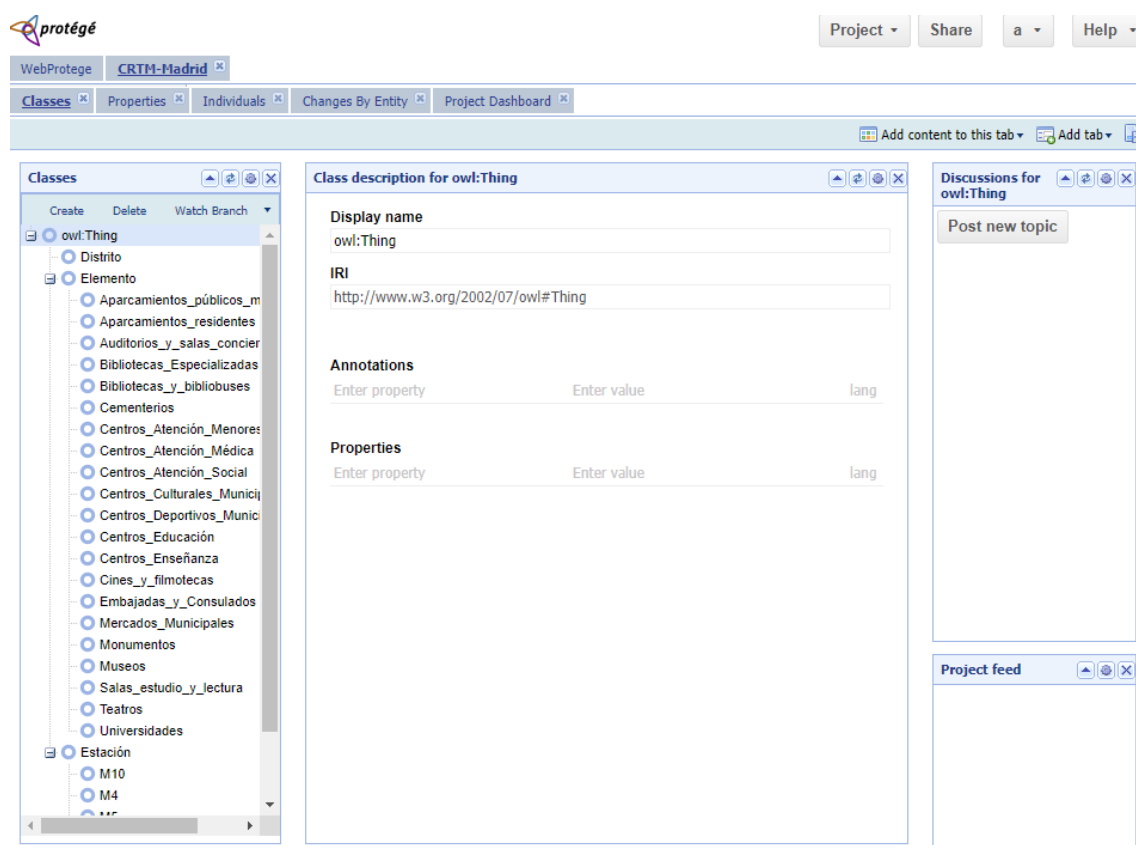 protégé
Project Share a Help
WebProtege CRTM-Madrid
Classes Properties Individuals Changes By Entity Project Dashboard
Add content to this tab Add tab
Classes
Create Delete Watch Branch
owl:Thing
Distrito
Elemento
Aparcamientos_públicos_m
Aparcamientos_residentes
Auditorios_y_salas_concier
Bibliotecas_Especializadas
Bibliotecas_y_bibliobuses
Cementerios
Centros_Atención_Menores
Centros_Atención_Médica
Centros_Atención_Social
Centros_Culturales_Municip
Centros_Deportivos_Munici
Centros_Educación
Centros_Enseñanza
Cines_y_filmotecas
Embajadas_y_Consulados
Mercados_Municipales
Monumentos
Museos
Salas_estudio_y_lectura
Teatros
Universidades
Estación
M10
M4
Class description for owl:Thing
Display name
owl:Thing
IRI
http://www.w3.org/2002/07/owl#Thing
Annotations
Enter property Enter value lang
Properties
Enter property Enter value lang
Discussions for
owl:Thing
Post new topic
Project feed